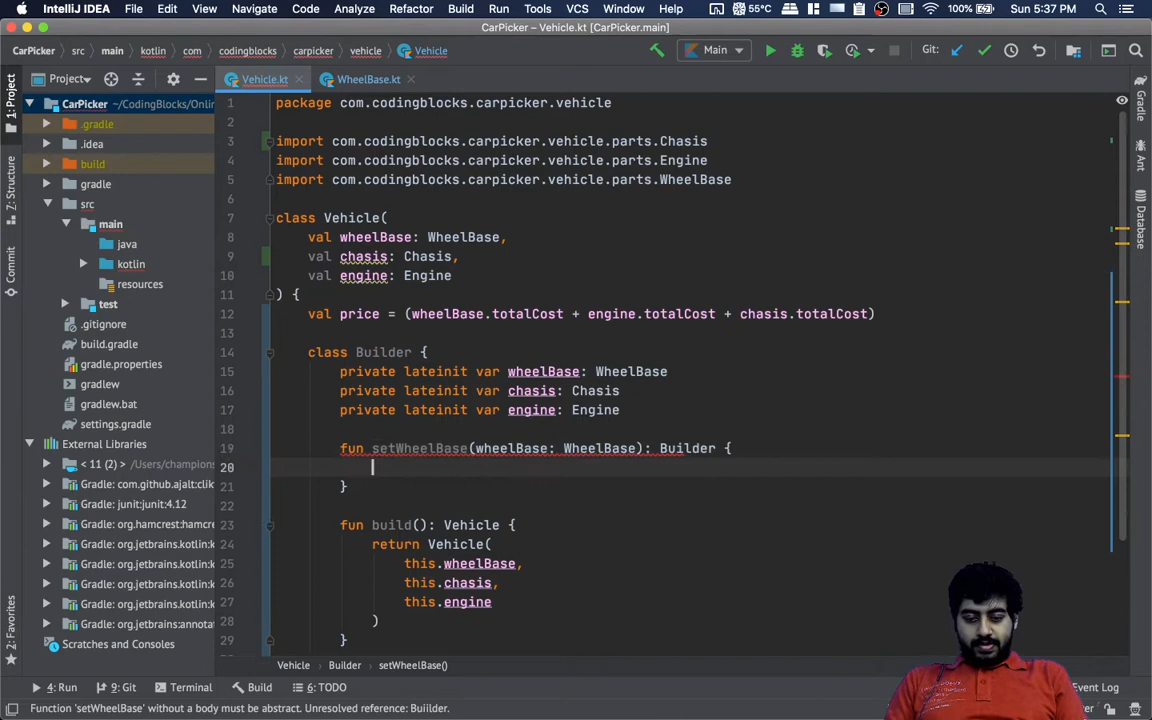 IntelliJ IDEA File Edit View Navigate Code Analyze Refactor Build Run Tools VCS Window Help 55°C 100% Sun 5:37 PM
CarPicker – Vehicle.kt [CarPicker.main]
CarPicker src main kotlin com codingblocks carpicker vehicle Vehicle Main Git:
Project Vehicle.kt WheelBase.kt
1: Project
Z: Structure
Commit
2: Favorites
Gradle
Ant
Database
CarPicker ~/CodingBlocks/Onlin
.gradle
.idea
build
gradle
src
main
java
kotlin
resources
test
.gitignore
build.gradle
gradle.properties
gradlew
gradlew.bat
settings.gradle
External Libraries
< 11 (2) > /Users/champions
Gradle: com.github.ajalt:clik
Gradle: junit:junit:4.12
Gradle: org.hamcrest:hamcre
Gradle: org.jetbrains.kotlin:k
Gradle: org.jetbrains.kotlin:k
Gradle: org.jetbrains.kotlin:k
Gradle: org.jetbrains.kotlin:k
Gradle: org.jetbrains:annotat
Scratches and Consoles
1 package com.codingblocks.carpicker.vehicle
2
3 import com.codingblocks.carpicker.vehicle.parts.Chasis
4 import com.codingblocks.carpicker.vehicle.parts.Engine
5 import com.codingblocks.carpicker.vehicle.parts.WheelBase
6
7 class Vehicle(
8 val wheelBase: WheelBase,
9 val chasis: Chasis,
10 val engine: Engine
11 ) {
12 val price = (wheelBase.totalCost + engine.totalCost + chasis.totalCost)
13
14 class Builder {
15 private lateinit var wheelBase: WheelBase
16 private lateinit var chasis: Chasis
17 private lateinit var engine: Engine
18
19 fun setWheelBase(wheelBase: WheelBase): Builder {
20
21 }
22
23 fun build(): Vehicle {
24 return Vehicle(
25 this.wheelBase,
26 this.chasis,
27 this.engine
28 )
29 }
Vehicle Builder setWheelBase()
4: Run 9: Git Terminal Build 6: TODO Event Log
Function 'setWheelBase' without a body must be abstract. Unresolved reference: Buiilder.